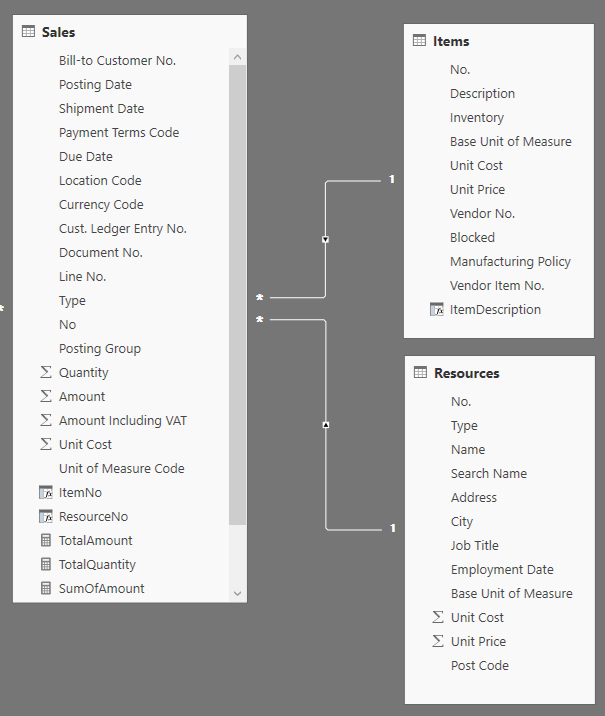 Sales
Bill-to Customer No.
Posting Date
Shipment Date
Payment Terms Code
Due Date
Location Code
Currency Code
Cust. Ledger Entry No.
Document No.
Line No.
Type
No
Posting Group
Σ Quantity
Σ Amount
Σ Amount Including VAT
Σ Unit Cost
Unit of Measure Code
fx ItemNo
fx ResourceNo
TotalAmount
TotalQuantity
SumOfAmount
*
*
*
1
1
Items
No.
Description
Inventory
Base Unit of Measure
Unit Cost
Unit Price
Vendor No.
Blocked
Manufacturing Policy
Vendor Item No.
fx ItemDescription
Resources
No.
Type
Name
Search Name
Address
City
Job Title
Employment Date
Base Unit of Measure
Σ Unit Cost
Σ Unit Price
Post Code